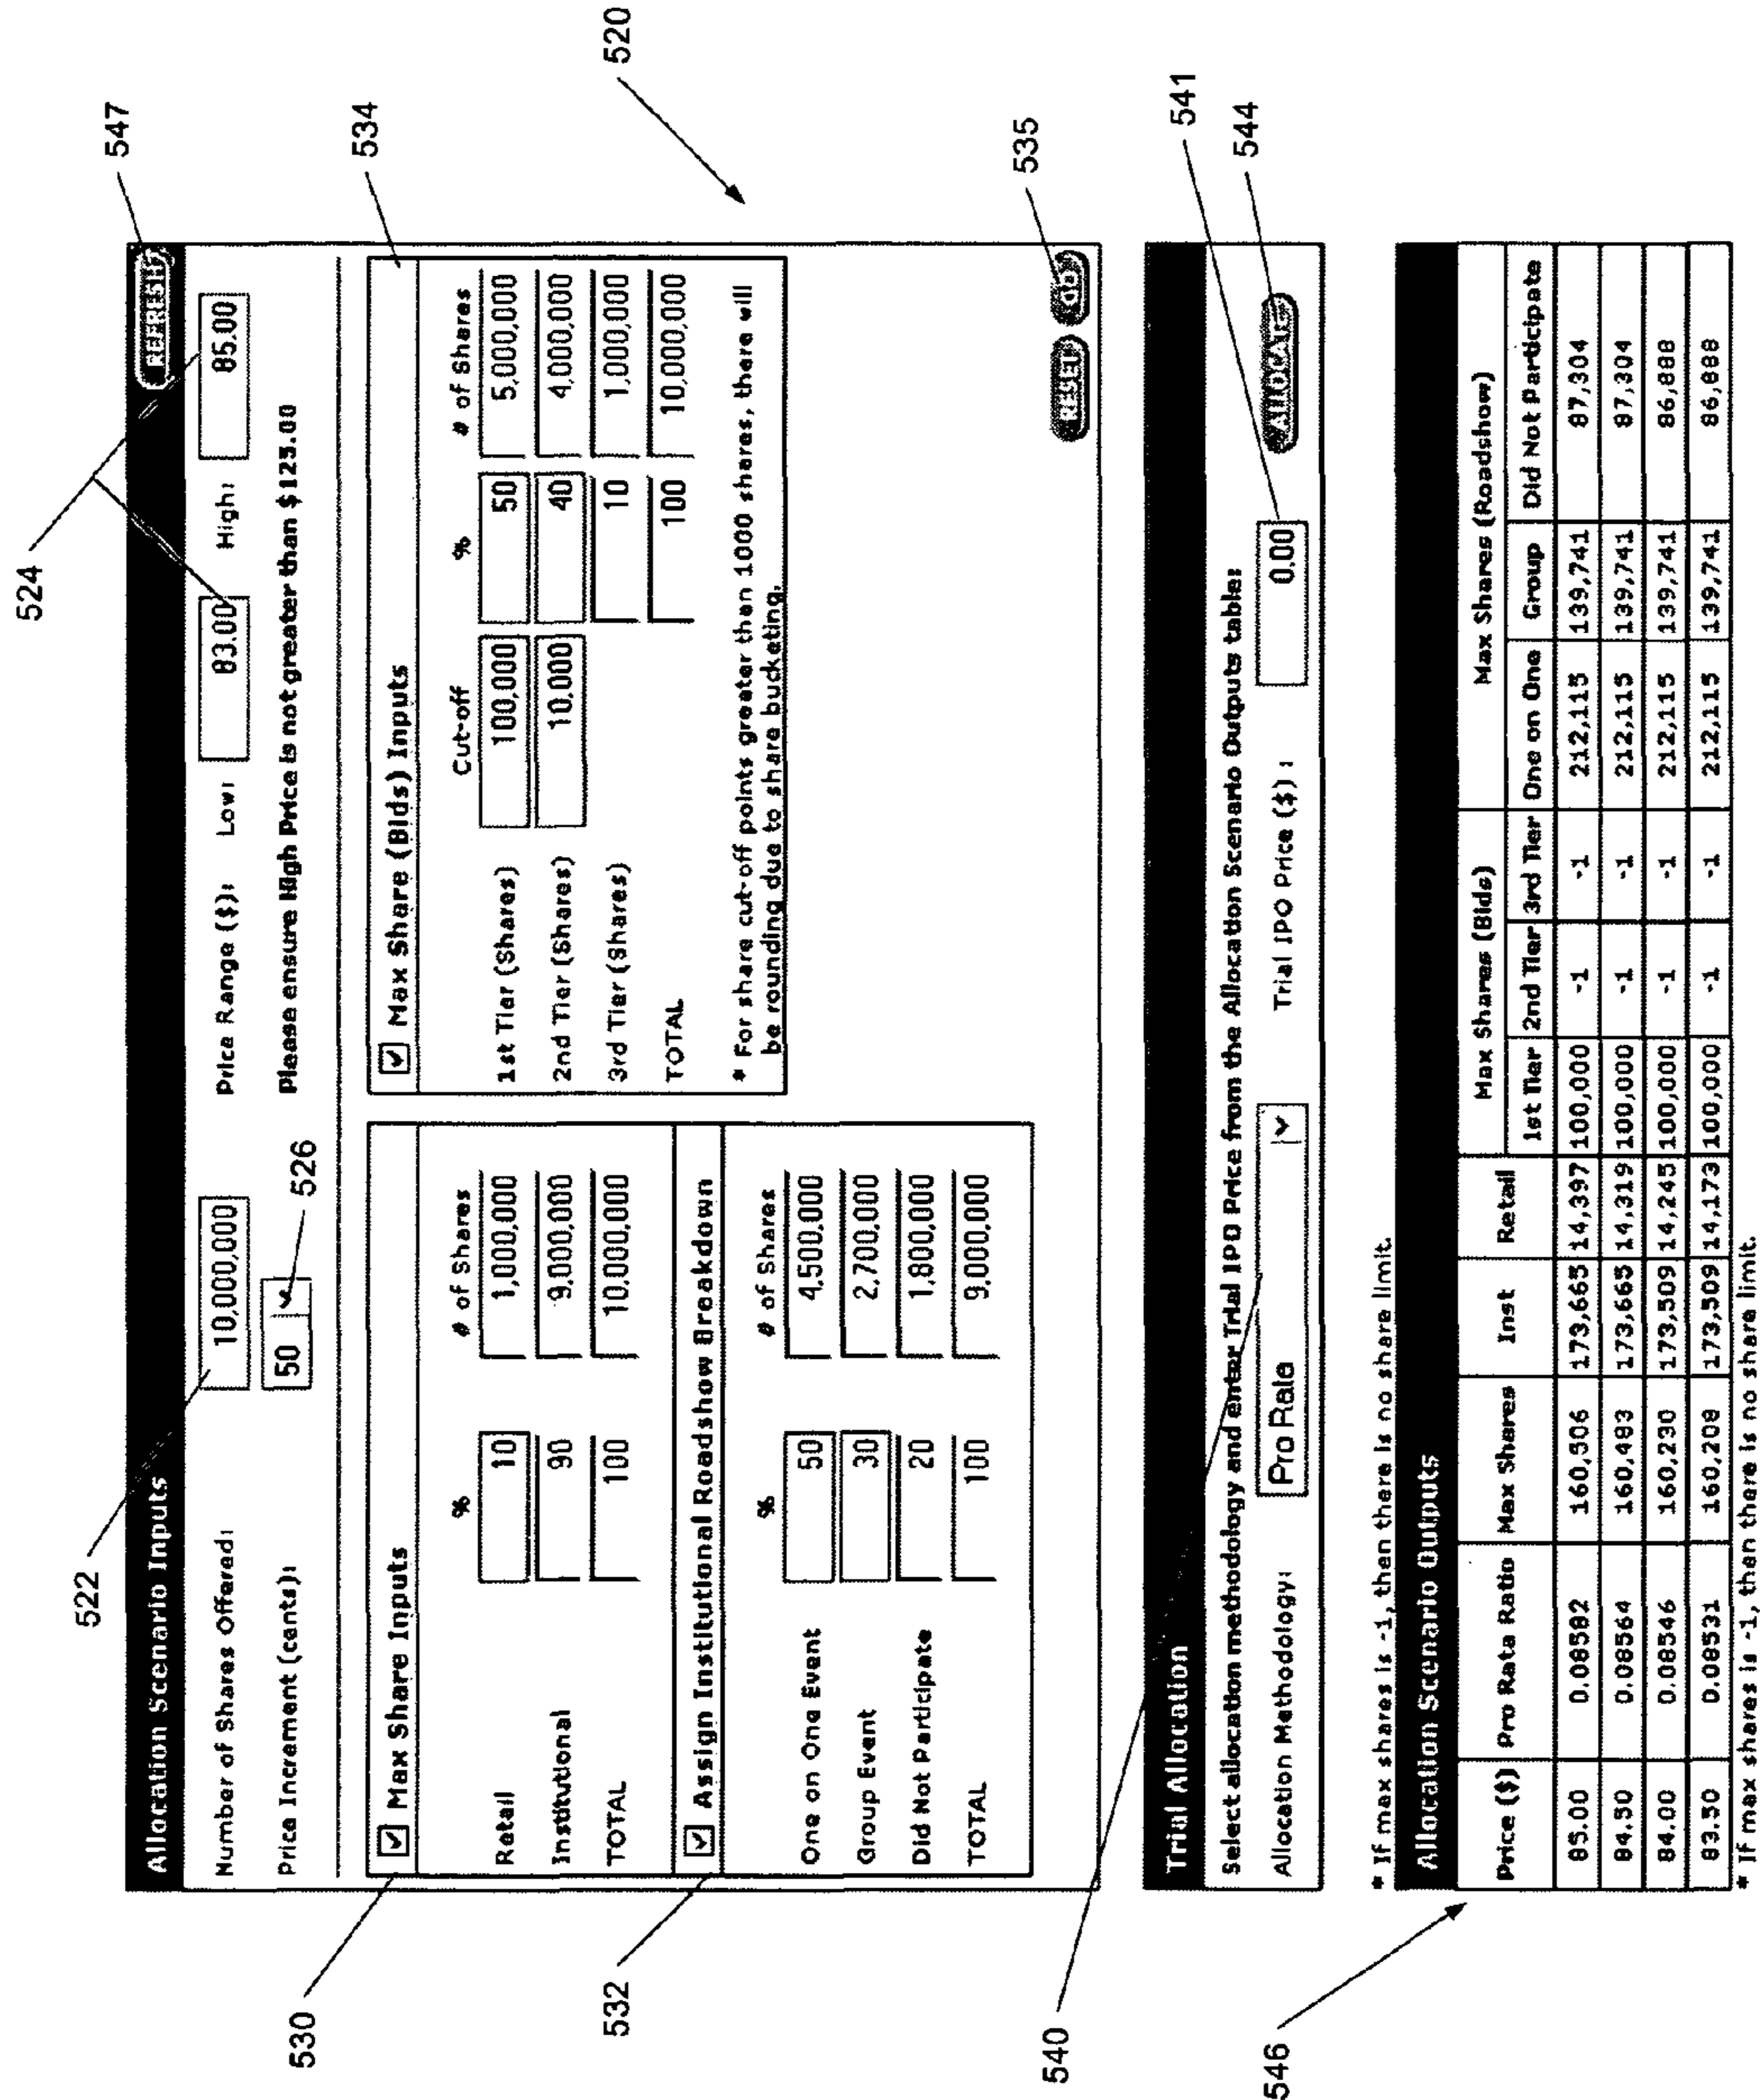 524
547
522
Allocation Scenario Inputs REFRESH
Number of Shares Offered: 10,000,000 Price Range ($): Low: 83.00 High: 85.00
Price Increment (cents): 50 Please ensure High Price is not greater than $125.00
526
534
530
Max Share Inputs
% # of Shares
Retail 10 1,000,000
Institutional 90 9,000,000
TOTAL 100 10,000,000
532
Assign Institutional Roadshow Breakdown
% # of Shares
One on One Event 50 4,500,000
Group Event 30 2,700,000
Did Not Participate 20 1,800,000
TOTAL 100 9,000,000
Max Share (Bids) Inputs
Cut-off % # of Shares
1st Tier (Shares) 100,000 50 5,000,000
2nd Tier (Shares) 10,000 40 4,000,000
3rd Tier (Shares) 10 1,000,000
TOTAL 100 10,000,000
* For share cut-off points greater than 1000 shares, there will
be rounding due to share bucketing.
520
RESET GO
535
Trial Allocation
Select allocation methodology and enter Trial IPO Price from the Allocation Scenario Outputs table:
Allocation Methodology: Pro Rata Trial IPO Price ($): 0.00 ALLOCATE
540
541
544
* If max shares is -1, then there is no share limit.
546
Allocation Scenario Outputs
Max Shares (Bids) Max Shares (Roadshow)
Price ($) Pro Rata Ratio Max Shares Inst Retail 1st Tier 2nd Tier 3rd Tier One on One Group Did Not Participate
85.00 0.08582 160,506 173,665 14,397 100,000 -1 -1 212,115 139,741 87,304
84.50 0.08564 160,483 173,665 14,319 100,000 -1 -1 212,115 139,741 87,304
84.00 0.08546 160,230 173,509 14,245 100,000 -1 -1 212,115 139,741 86,888
83.50 0.08531 160,208 173,509 14,173 100,000 -1 -1 212,115 139,741 86,888
* If max shares is -1, then there is no share limit.